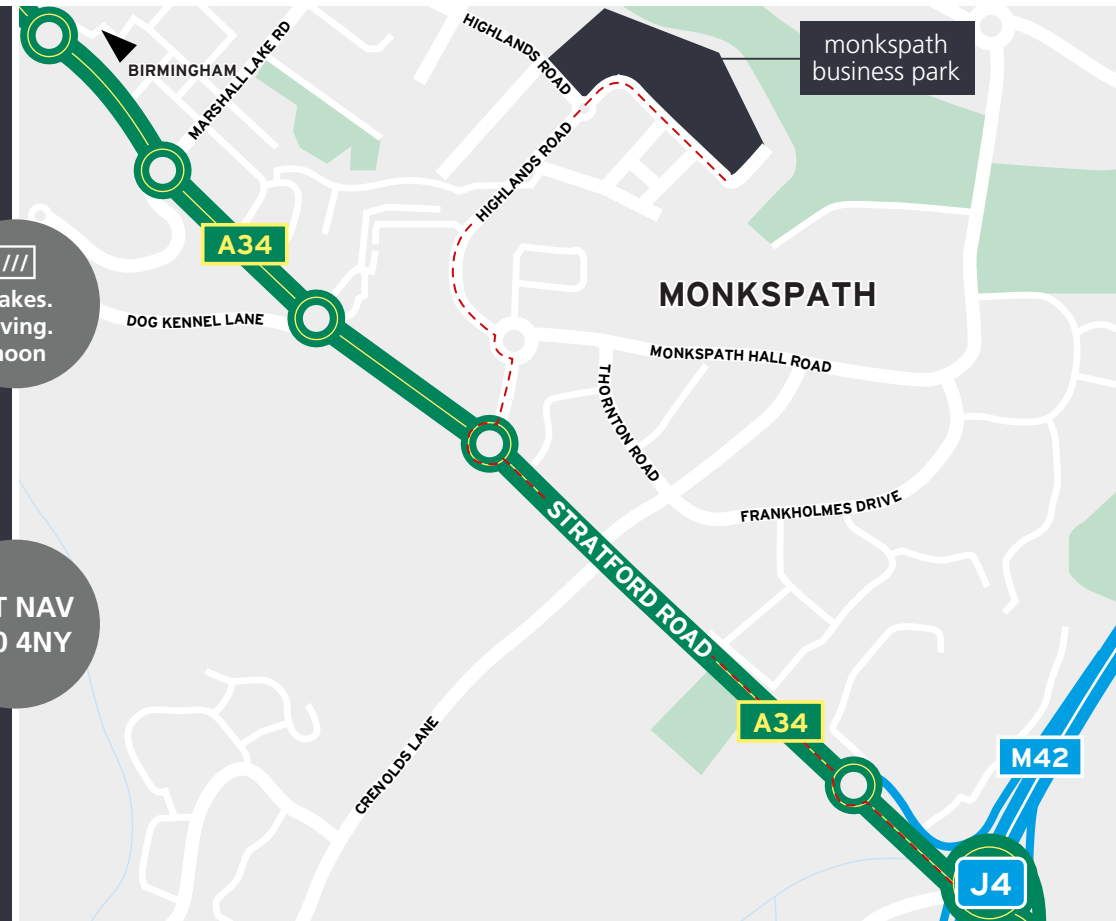 HIGHLANDS ROAD
monkspath
business park
BIRMINGHAM
MARSHALL LAKE RD
HIGHLANDS ROAD
A34
MONKSPATH
///
akes.
ving.
noon
DOG KENNEL LANE
MONKSPATH HALL ROAD
THORNTON ROAD
FRANKHOLMES DRIVE
STRATFORD ROAD
T NAV
0 4NY
A34
CRENOLDS LANE
M42
J4